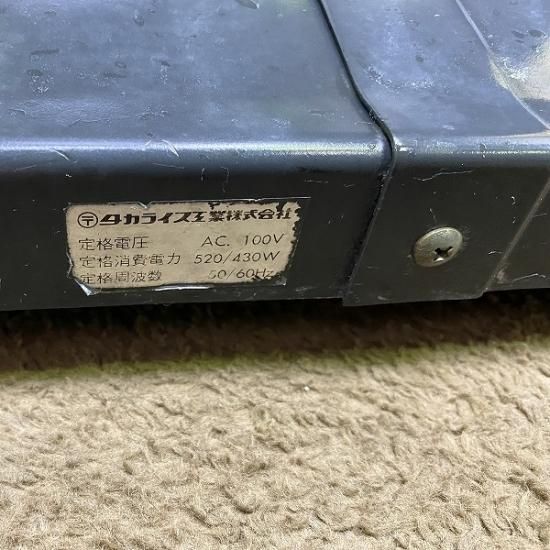 〶タカライス工業株式会社
定格電圧 AC. 100V
定格消費電力 520/430W
定格周波数 50/60Hz